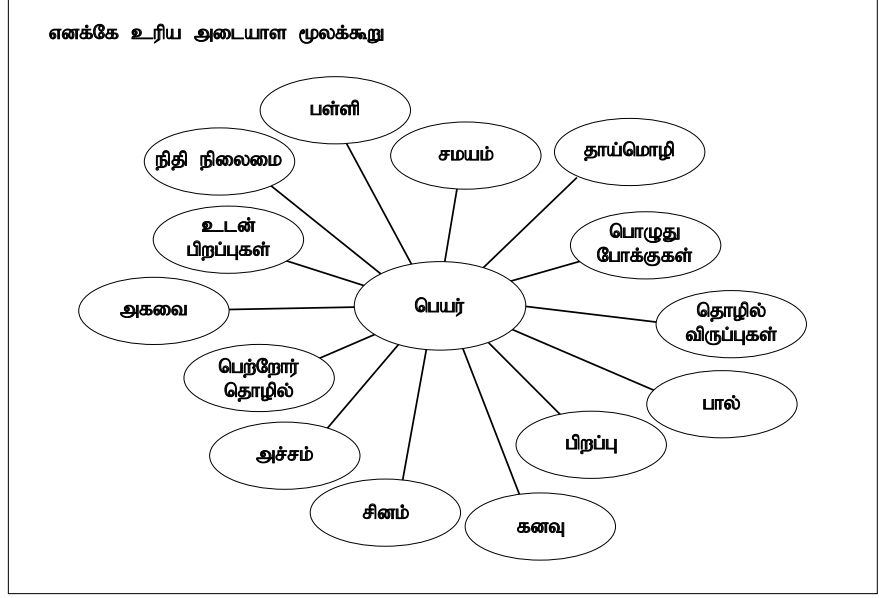 எனக்கே உரிய அடையாள மூலக்கூறு
பள்ளி
சமயம்
தாய்மொழி
நிதி நிலைமை
உடன்
பிறப்புகள்
பொழுது
போக்குகள்
அகவை
பெயர்
தொழில்
விருப்புகள்
பெற்றோர்
தொழில்
பால்
அச்சம்
பிறப்பு
சினம்
கனவு